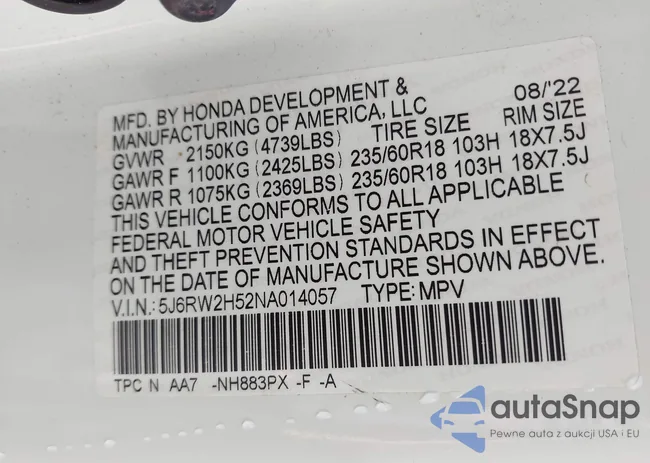 MFD. BY HONDA DEVELOPMENT & 08/'22
MANUFACTURING OF AMERICA, LLC
GVWR 2150KG (4739LBS) TIRE SIZE RIM SIZE
GAWR F 1100KG (2425LBS) 235/60R18 103H 18X7.5J
GAWR R 1075KG (2369LBS) 235/60R18 103H 18X7.5J
THIS VEHICLE CONFORMS TO ALL APPLICABLE
FEDERAL MOTOR VEHICLE SAFETY
AND THEFT PREVENTION STANDARDS IN EFFECT
ON THE DATE OF MANUFACTURE SHOWN ABOVE.
V.I.N.: 5J6RW2H52NA014057 TYPE: MPV
TPC N AA7 -NH883PX -F -A
autaSnap
Pewne auta z aukcji USA i EU